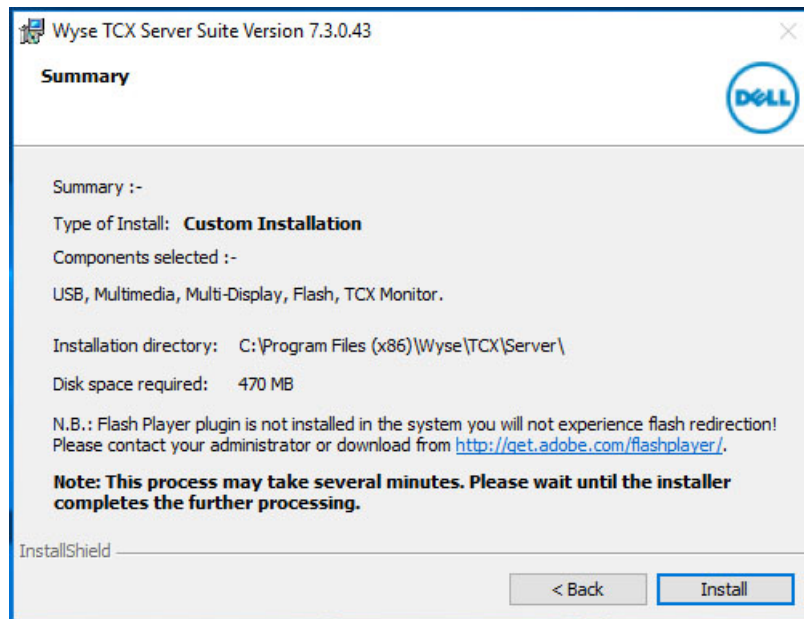 Wyse TCX Server Suite Version 7.3.0.43
Summary
DELL
Summary :-
Type of Install: Custom Installation
Components selected :-
USB, Multimedia, Multi-Display, Flash, TCX Monitor.
Installation directory: C:\Program Files (x86)\Wyse\TCX\Server\
Disk space required: 470 MB
N.B.: Flash Player plugin is not installed in the system you will not experience flash redirection!
Please contact your administrator or download from http://get.adobe.com/flashplayer/.
Note: This process may take several minutes. Please wait until the installer
completes the further processing.
InstallShield
< Back
Install